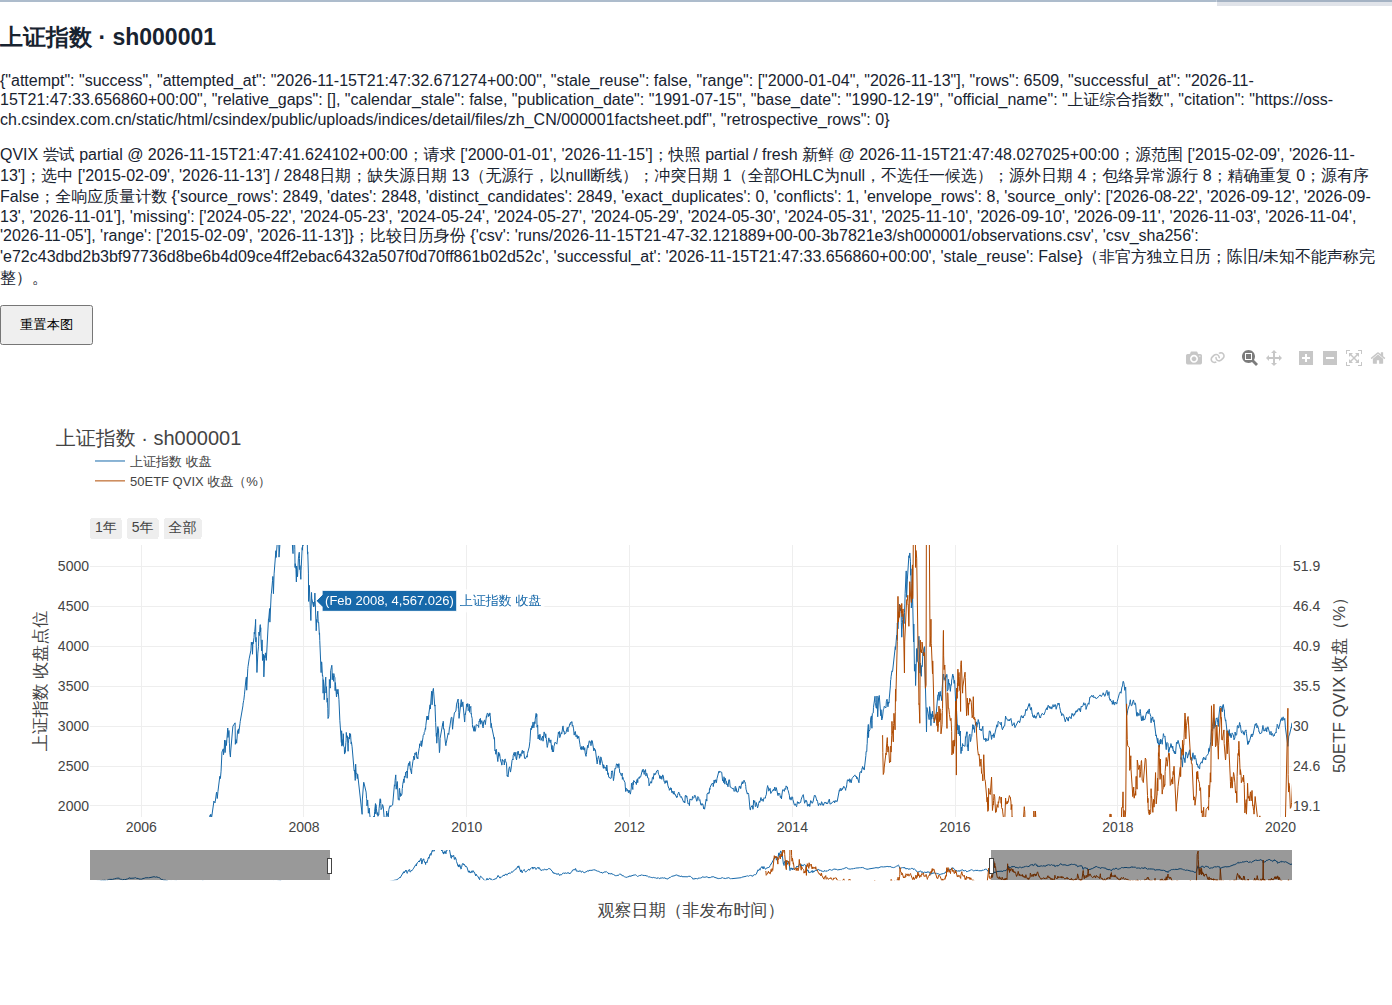 上证指数 · sh000001
{"attempt": "success", "attempted_at": "2026-11-15T21:47:32.671274+00:00", "stale_reuse": false, "range": ["2000-01-04", "2026-11-13"], "rows": 6509, "successful_at": "2026-11-
15T21:47:33.656860+00:00", "relative_gaps": [], "calendar_stale": false, "publication_date": "1991-07-15", "base_date": "1990-12-19", "official_name": "上证综合指数", "citation": "https://oss-
ch.csindex.com.cn/static/html/csindex/public/uploads/indices/detail/files/zh_CN/000001factsheet.pdf", "retrospective_rows": 0}
QVIX 尝试 partial @ 2026-11-15T21:47:41.624102+00:00；请求 ['2000-01-01', '2026-11-15']；快照 partial / fresh 新鲜 @ 2026-11-15T21:47:48.027025+00:00；源范围 ['2015-02-09', '2026-11-
13']；选中 ['2015-02-09', '2026-11-13'] / 2848日期；缺失源日期 13（无源行，以null断线）；冲突日期 1（全部OHLC为null，不选任一候选）；源外日期 4；包络异常源行 8；精确重复 0；源有序
False；全响应质量计数 {'source_rows': 2849, 'dates': 2848, 'distinct_candidates': 2849, 'exact_duplicates': 0, 'conflicts': 1, 'envelope_rows': 8, 'source_only': ['2026-08-22', '2026-09-12', '2026-09-
13', '2026-11-01'], 'missing': ['2024-05-22', '2024-05-23', '2024-05-24', '2024-05-27', '2024-05-29', '2024-05-30', '2024-05-31', '2025-11-10', '2026-09-10', '2026-09-11', '2026-11-03', '2026-11-04',
'2026-11-05'], 'range': ['2015-02-09', '2026-11-13']}；比较日历身份 {'csv': 'runs/2026-11-15T21-47-32.121889+00-00-3b7821e3/sh000001/observations.csv', 'csv_sha256':
'e72c43dbd2b3bf97736d8be6b4d09ce4ff2ebac6432a507f0d70ff861b02d52c', 'successful_at': '2026-11-15T21:47:33.656860+00:00', 'stale_reuse': False}（非官方独立日历；陈旧/未知不能声称完
整）。
重置本图
上证指数 · sh000001
上证指数 收盘
50ETF QVIX 收盘（%）
1年 5年 全部
5000
4500
4000
3500
3000
2500
2000
上证指数 收盘点位
(Feb 2008, 4,567.026) 上证指数 收盘
51.9
46.4
40.9
35.5
30
24.6
19.1
50ETF QVIX 收盘（%）
2006 2008 2010 2012 2014 2016 2018 2020
观察日期（非发布时间）